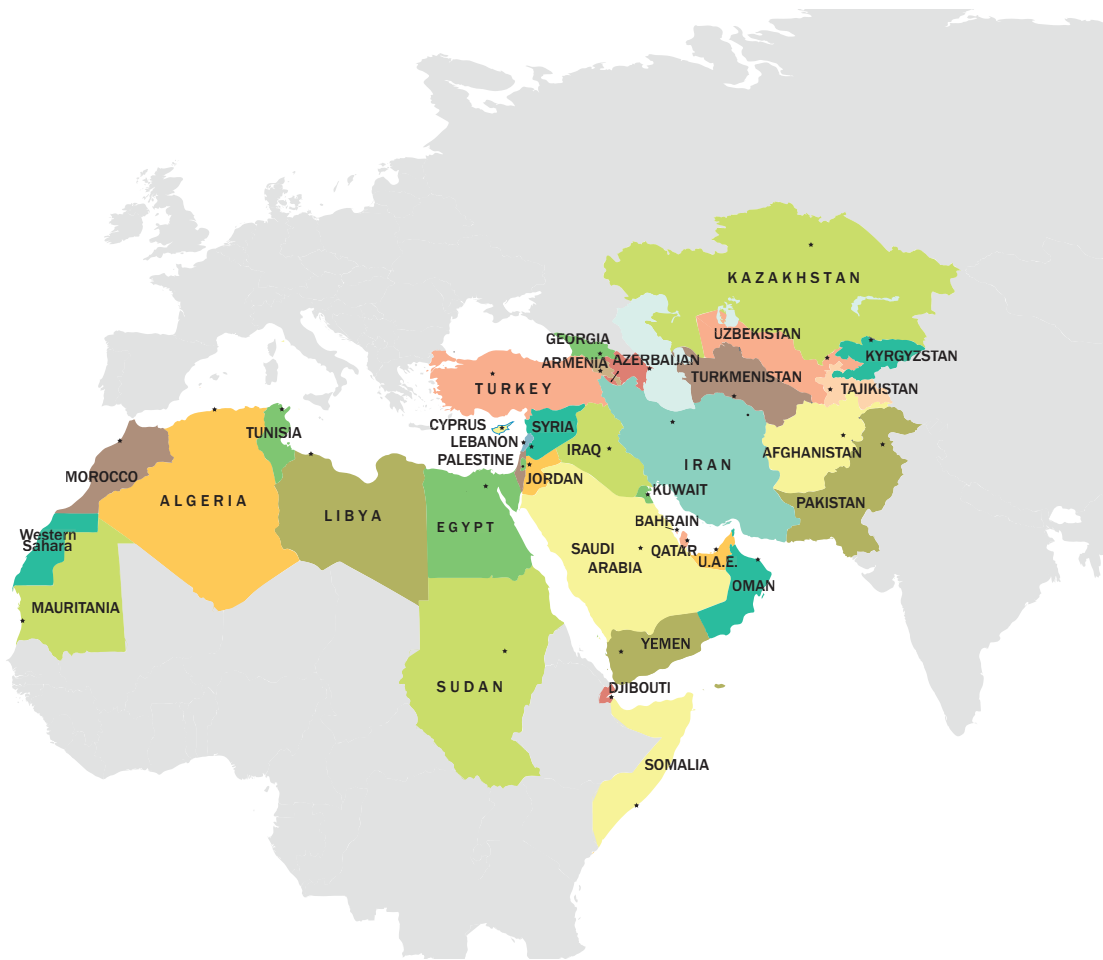 KAZAKHSTAN
UZBEKISTAN
GEORGIA
KYRGYZSTAN
ARMENIA
AZERBAIJAN
TURKMENISTAN
TURKEY
TAJIKISTAN
CYPRUS
SYRIA
TUNISIA
LEBANON
IRAQ
AFGHANISTAN
PALESTINE
IRAN
MOROCCO
JORDAN
KUWAIT
ALGERIA
PAKISTAN
LIBYA
BAHRAIN
EGYPT
Western
Sahara
SAUDI
ARABIA
QATAR
U.A.E.
OMAN
MAURITANIA
YEMEN
SUDAN
DJIBOUTI
SOMALIA